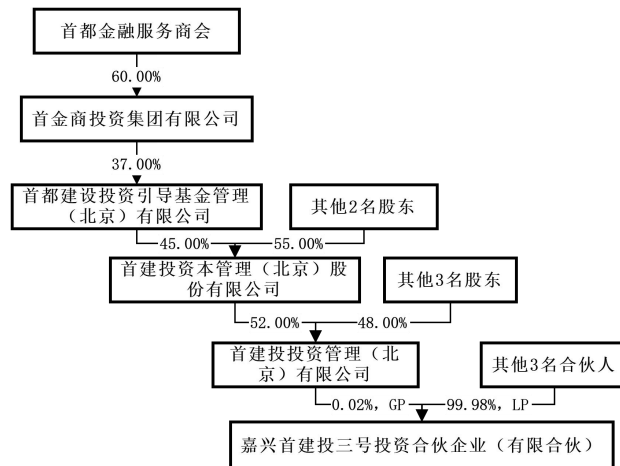 首都金融服务商会
60.00%
首金商投资集团有限公司
37.00%
首都建设投资引导基金管理
（北京）有限公司
其他2名股东
45.00%
55.00%
首建投资本管理（北京）股
份有限公司
其他3名股东
52.00%
48.00%
首建投投资管理（北
京）有限公司
其他3名合伙人
0.02%, GP
99.98%, LP
嘉兴首建投三号投资合伙企业（有限合伙）